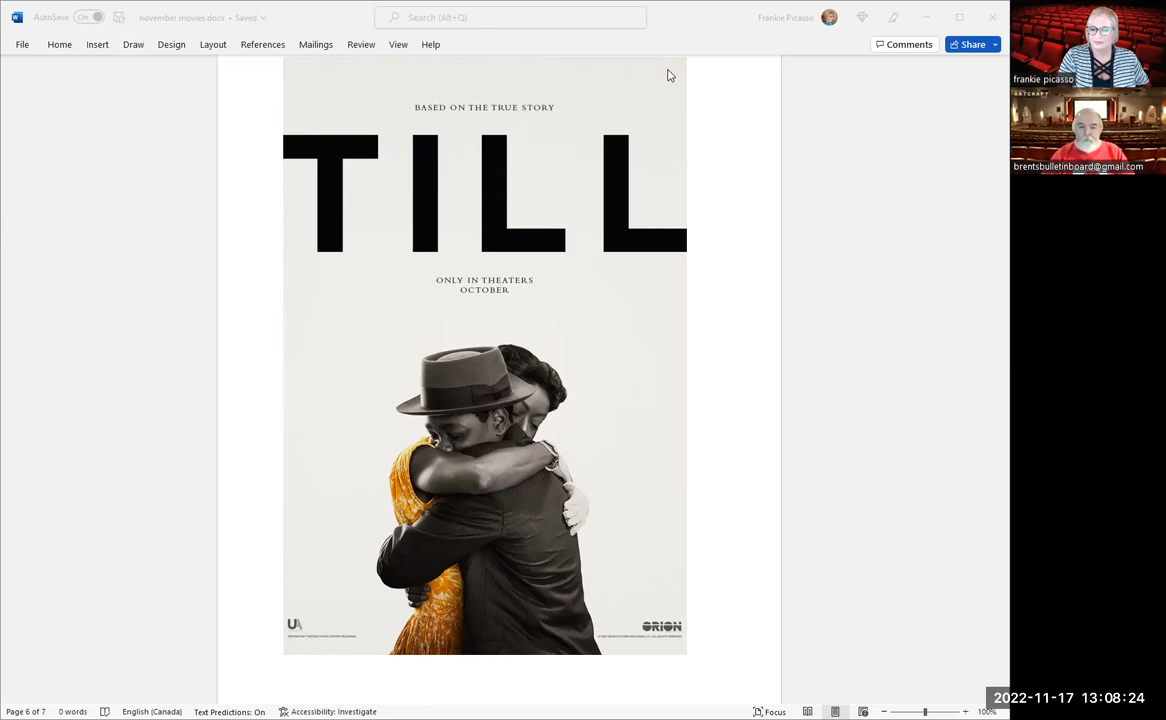 AutoSave On november movies.docx • Saved Search (Alt+Q) Frankie Picasso
File Home Insert Draw Design Layout References Mailings Review View Help Comments Share
frankie picasso
ARTCRAFT
brentsbulletinboard@gmail.com
BASED ON THE TRUE STORY
TILL
ONLY IN THEATERS
OCTOBER
UA ORION
2022-11-17 13:08:24
Page 6 of 7 0 words English (Canada) Text Predictions: On Accessibility: Investigate Focus 100%